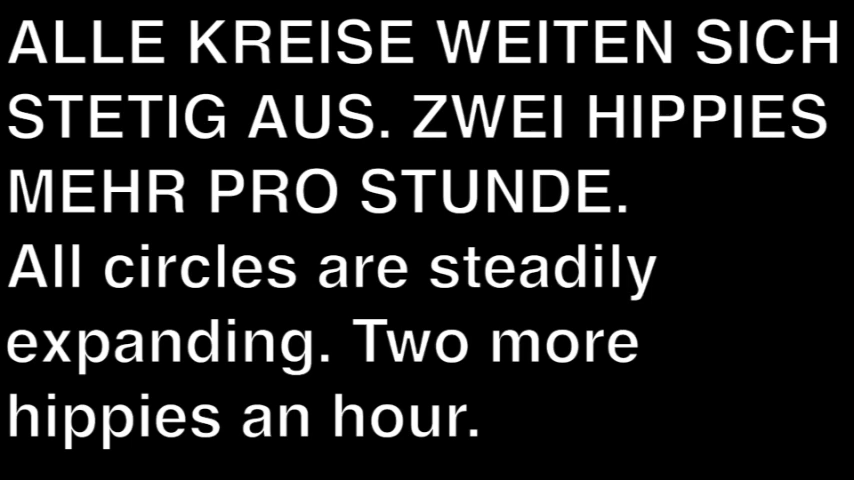 ALLE KREISE WEITEN SICH
STETIG AUS. ZWEI HIPPIES
MEHR PRO STUNDE.
All circles are steadily
expanding. Two more
hippies an hour.